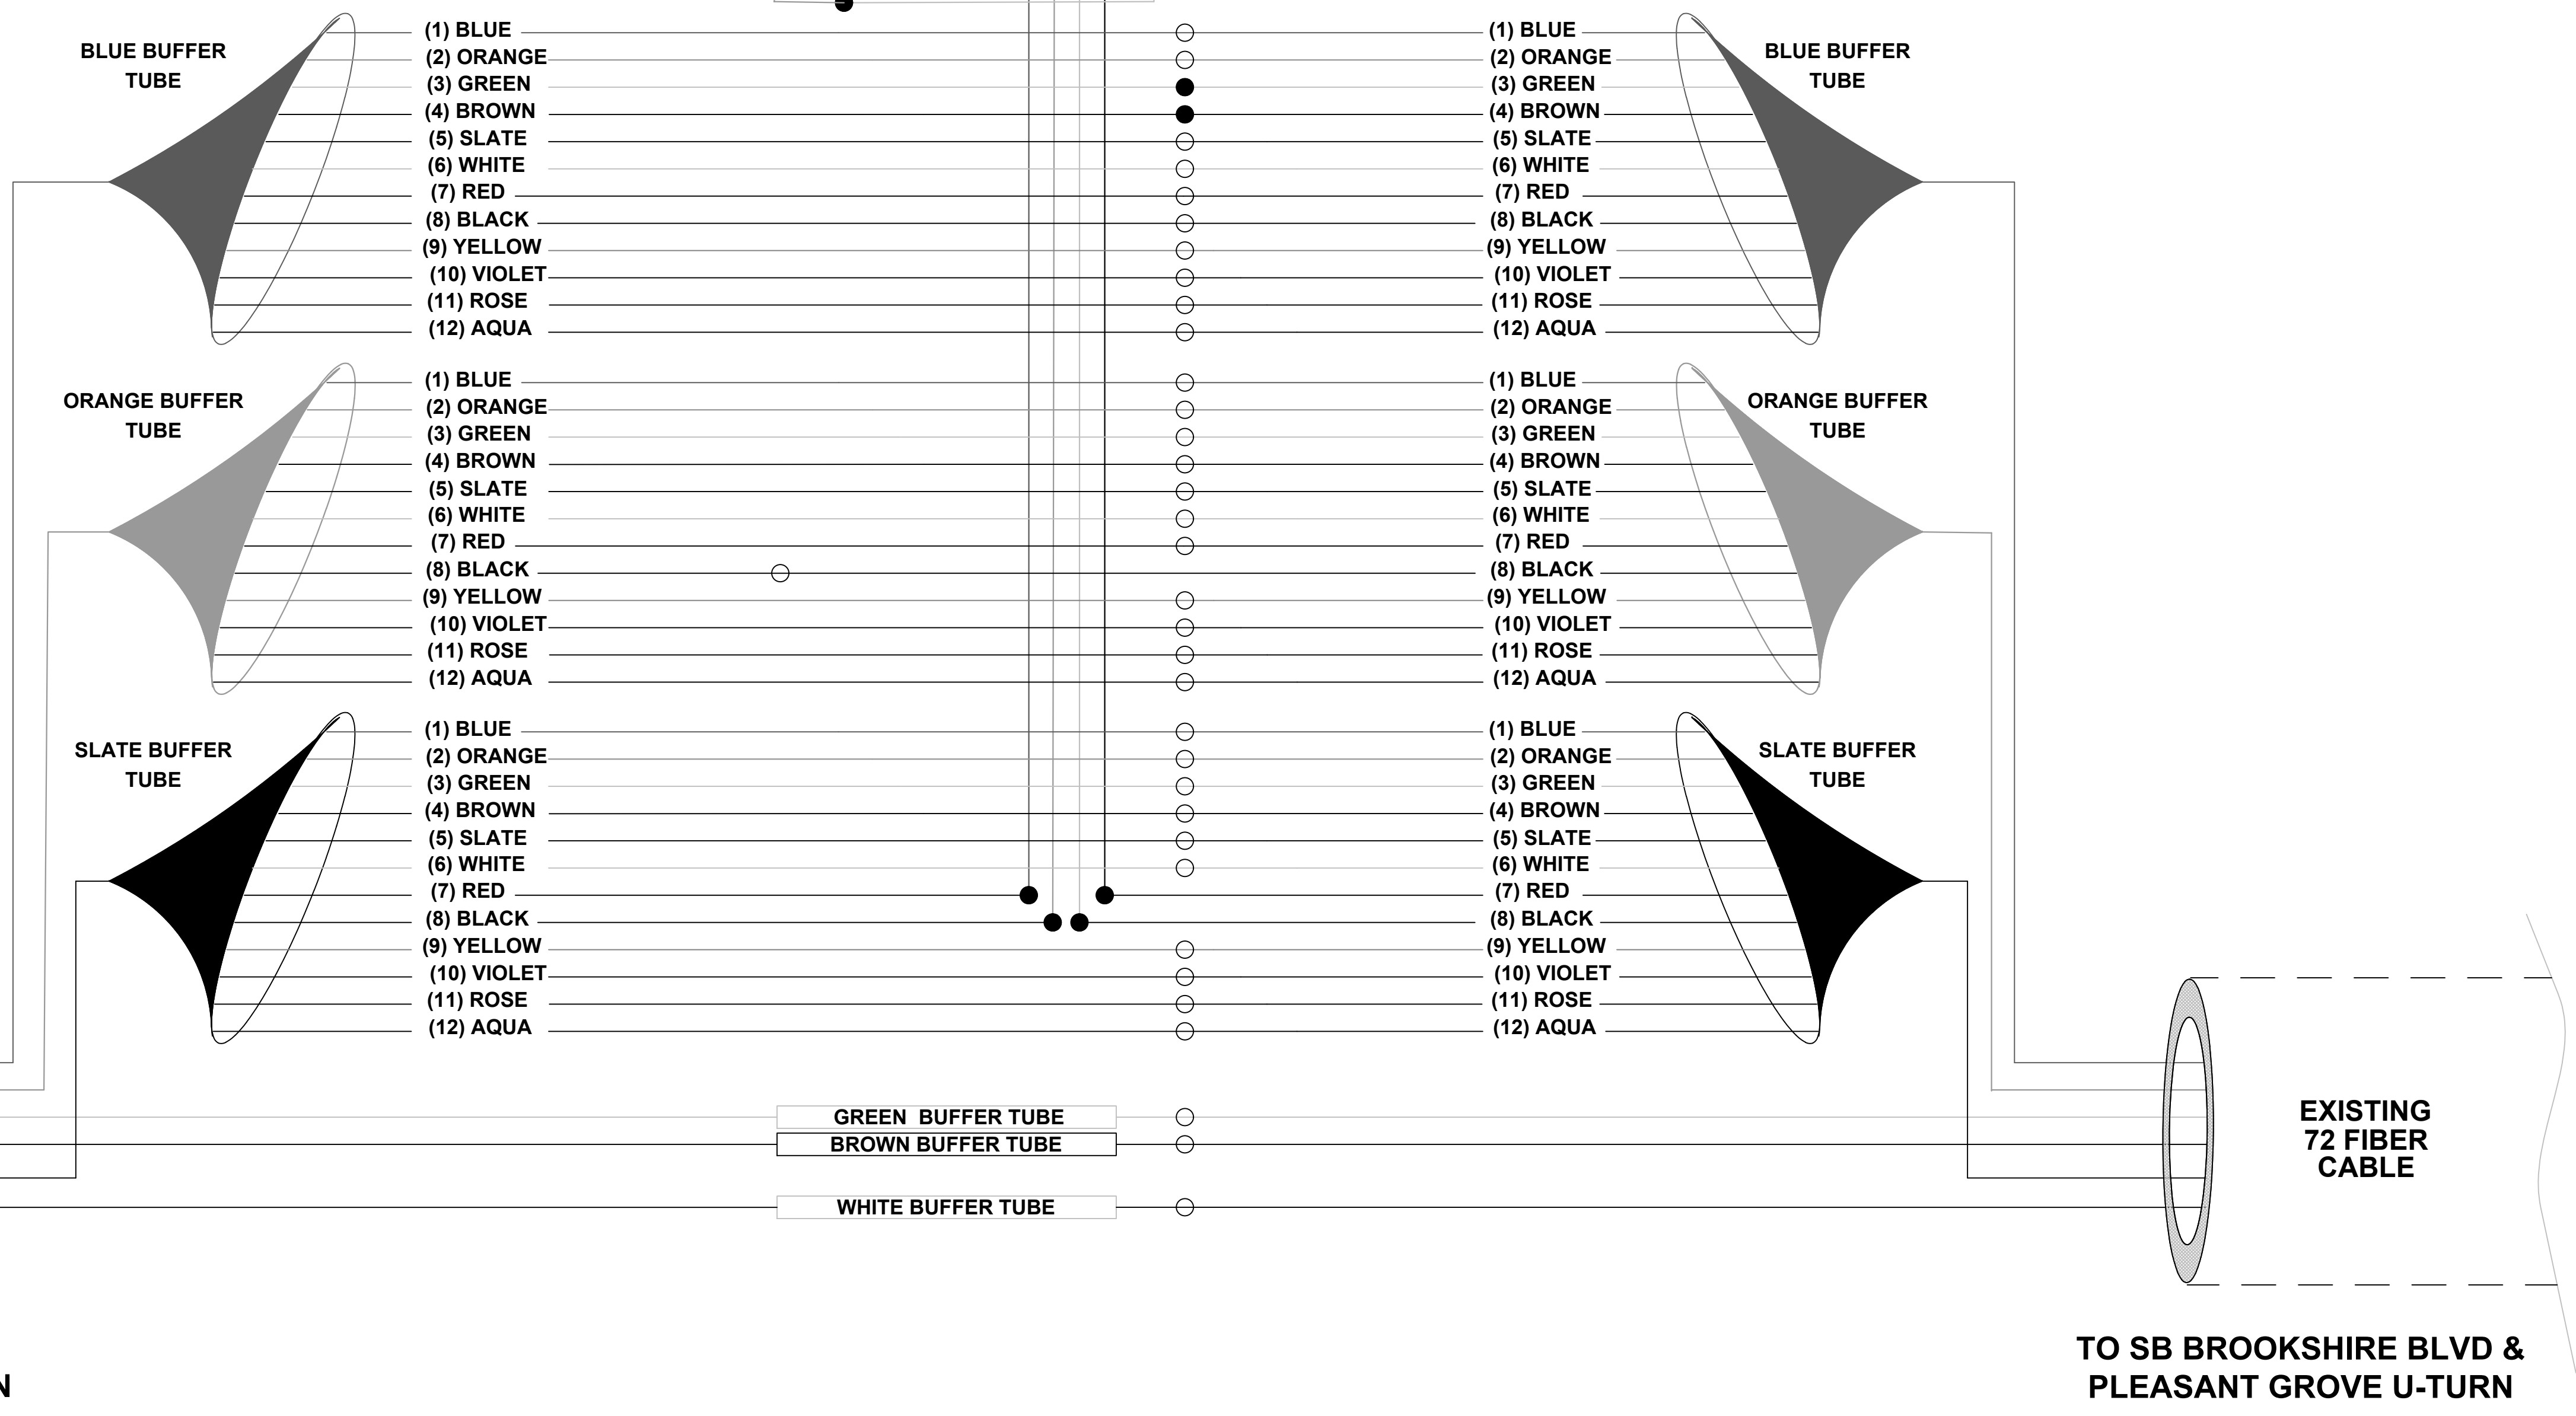 BLUE BUFFER
TUBE
(1) BLUE
(2) ORANGE
(3) GREEN
(4) BROWN
(5) SLATE
(6) WHITE
(7) RED
(8) BLACK
(9) YELLOW
(10) VIOLET
(11) ROSE
(12) AQUA
(1) BLUE
(2) ORANGE
(3) GREEN
(4) BROWN
(5) SLATE
(6) WHITE
(7) RED
(8) BLACK
(9) YELLOW
(10) VIOLET
(11) ROSE
(12) AQUA
BLUE BUFFER
TUBE
ORANGE BUFFER
TUBE
(1) BLUE
(2) ORANGE
(3) GREEN
(4) BROWN
(5) SLATE
(6) WHITE
(7) RED
(8) BLACK
(9) YELLOW
(10) VIOLET
(11) ROSE
(12) AQUA
(1) BLUE
(2) ORANGE
(3) GREEN
(4) BROWN
(5) SLATE
(6) WHITE
(7) RED
(8) BLACK
(9) YELLOW
(10) VIOLET
(11) ROSE
(12) AQUA
ORANGE BUFFER
TUBE
SLATE BUFFER
TUBE
(1) BLUE
(2) ORANGE
(3) GREEN
(4) BROWN
(5) SLATE
(6) WHITE
(7) RED
(8) BLACK
(9) YELLOW
(10) VIOLET
(11) ROSE
(12) AQUA
(1) BLUE
(2) ORANGE
(3) GREEN
(4) BROWN
(5) SLATE
(6) WHITE
(7) RED
(8) BLACK
(9) YELLOW
(10) VIOLET
(11) ROSE
(12) AQUA
SLATE BUFFER
TUBE
GREEN BUFFER TUBE
BROWN BUFFER TUBE
WHITE BUFFER TUBE
EXISTING
72 FIBER
CABLE
TO SB BROOKSHIRE BLVD &
PLEASANT GROVE U-TURN